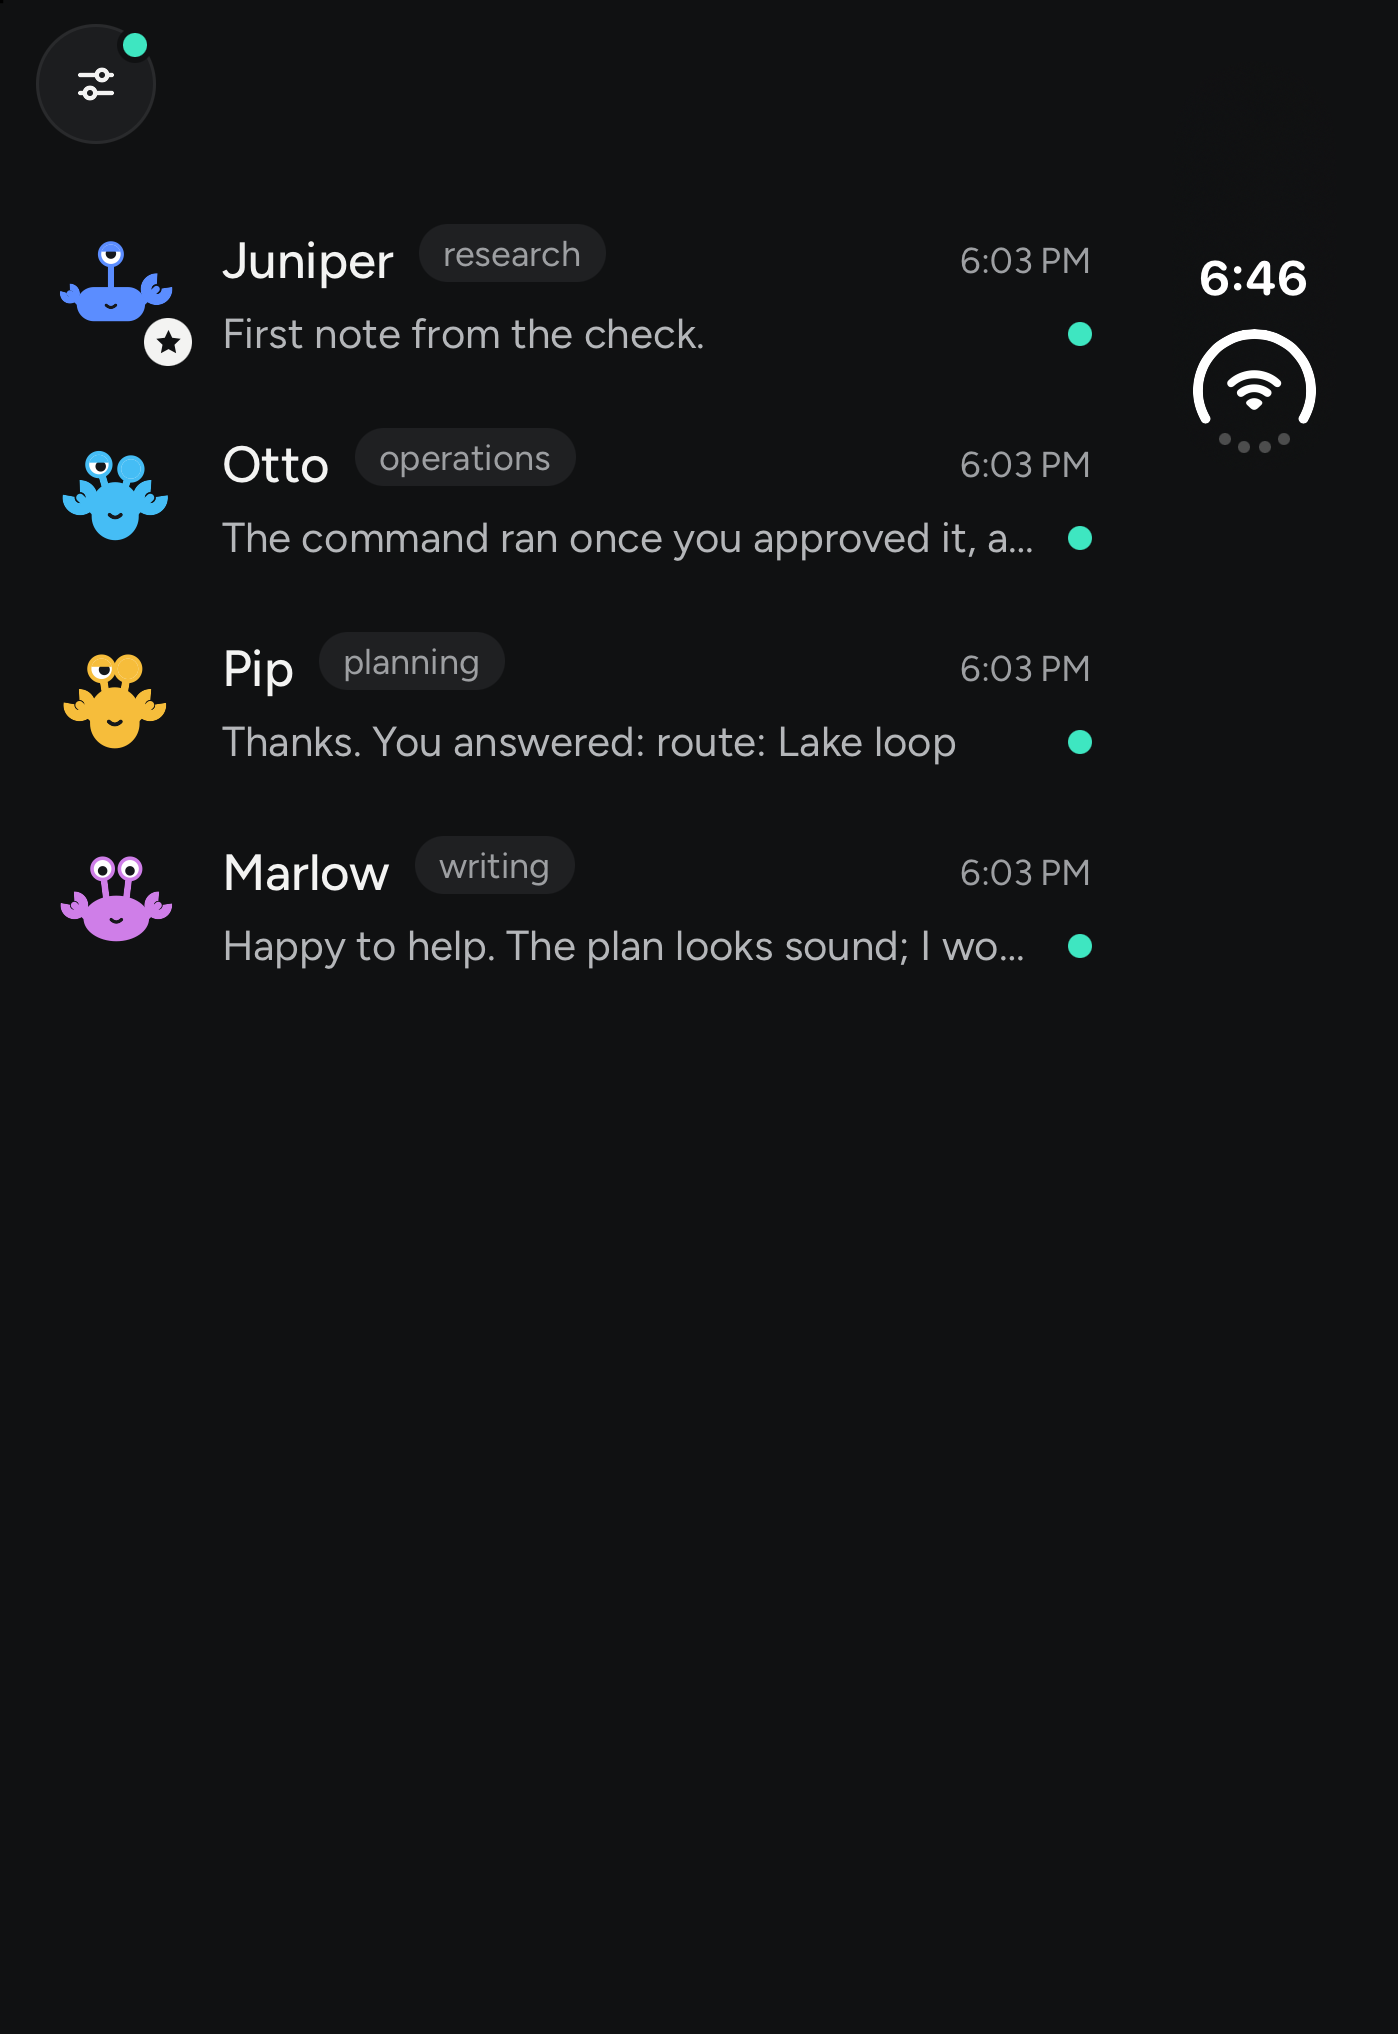 Juniper research 6:03 PM
First note from the check.
6:46
Otto operations 6:03 PM
The command ran once you approved it, a...
Pip planning 6:03 PM
Thanks. You answered: route: Lake loop
Marlow writing 6:03 PM
Happy to help. The plan looks sound; I wo...